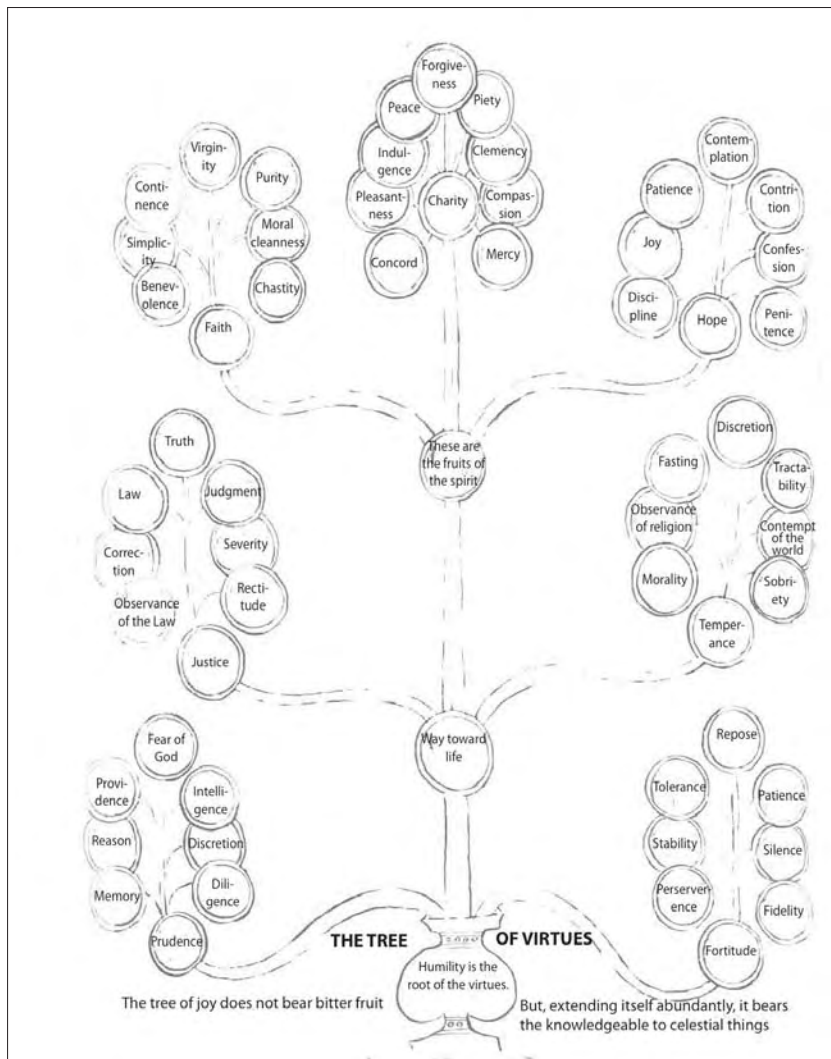 Forgive-
ness
Peace
Piety
Indul-
gence
Clemency
Pleasant-
ness
Charity
Compas-
sion
Concord
Mercy
Virgin-
ity
Conti-
nence
Purity
Simplic-
ity
Moral
cleanness
Benev-
olence
Chastity
Faith
Contem-
plation
Patience
Contri-
tion
Joy
Confes-
sion
Disci-
pline
Hope
Peni-
tence
These are
the fruits of
the spirit
Truth
Law
Judgment
Correc-
tion
Severity
Observance
of the Law
Recti-
tude
Justice
Discretion
Fasting
Tracta-
bility
Observance
of religion
Contempt
of the
world
Morality
Sobri-
ety
Temper-
ance
Way toward
life
Fear of
God
Provi-
dence
Intelli-
gence
Reason
Discretion
Memory
Dili-
gence
Prudence
Repose
Tolerance
Patience
Stability
Silence
Perserver-
ence
Fidelity
Fortitude
THE TREE OF VIRTUES
Humility is the
root of the virtues.
The tree of joy does not bear bitter fruit
But, extending itself abundantly, it bears
the knowledgeable to celestial things